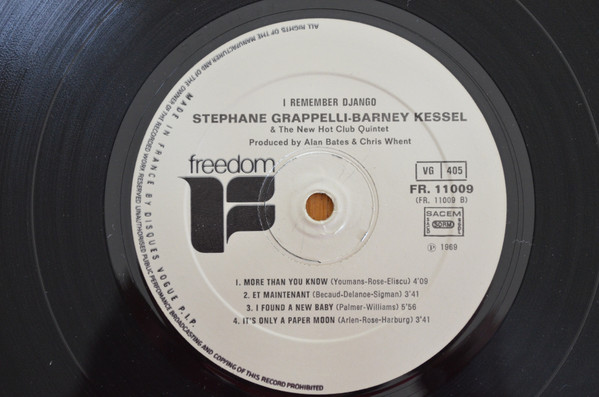 ALL RIGHTS OF THE MANUFACTURER AND OF THE OWNER OF THE RECORDED WORK RESERVED UNAUTHORISED PUBLIC PERFORMANCE BROADCASTING AND COPYING OF THIS RECORD PROHIBITED
MADE IN FRANCE BY DISQUES VOGUE P.I.P.
I REMEMBER DJANGO
STEPHANE GRAPPELLI-BARNEY KESSEL
& The New Hot Club Quintet
Produced by Alan Bates & Chris Whent
freedom
VG 405
FR. 11009
(FR. 11009 B)
SACEM
SDRM
℗ 1969
1. MORE THAN YOU KNOW (Youmans-Rose-Eliscu) 4'09
2. ET MAINTENANT (Becaud-Delance-Sigman) 3'41
3. I FOUND A NEW BABY (Palmer-Williams) 5'56
4. IT'S ONLY A PAPER MOON (Arlen-Rose-Harburg) 3'41